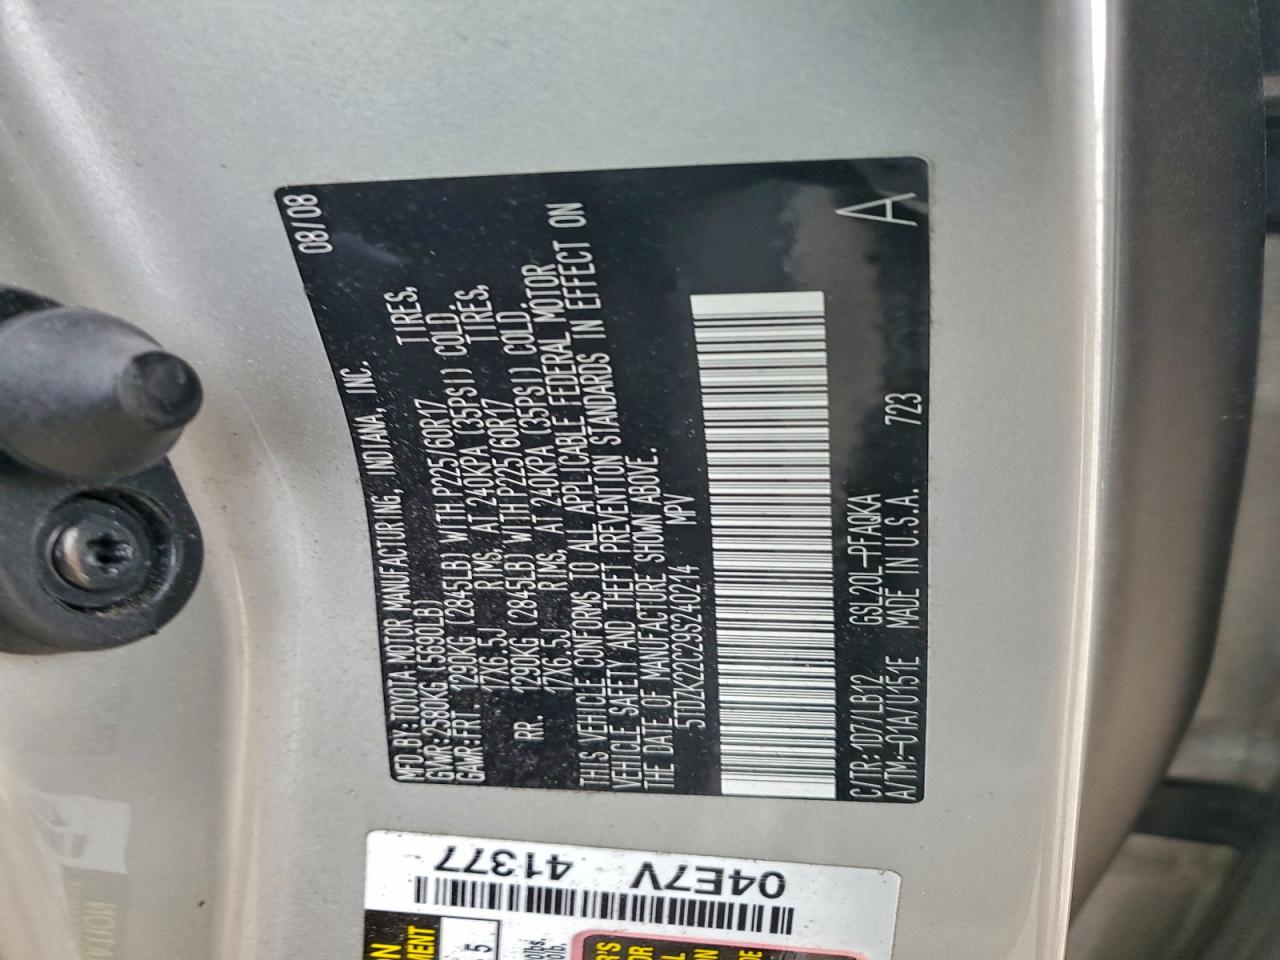 08/08
MFD.BY:TOYOTA MOTOR MANUFACTURING, INDIANA, INC.
GVWR:2580KG (5690LB)
GAWR:FRT 1290KG (2845LB) WITH P225/60R17 TIRES,
17X6.5J RIMS, AT 240KPA (35PSI) COLD.
RR. 1290KG (2845LB) WITH P225/60R17 TIRES,
17X6.5J RIMS, AT 240KPA (35PSI) COLD.
THIS VEHICLE CONFORMS TO ALL APPLICABLE FEDERAL MOTOR
VEHICLE SAFETY AND THEFT PREVENTION STANDARDS IN EFFECT ON
THE DATE OF MANUFACTURE SHOWN ABOVE.
5TDZK22C29S240214 MPV
C/TR:1D7/LB12 GSL20L-PFAQKA A
A/TM:-01A/U151E MADE IN U.S.A. 723
04E7V
41377
5